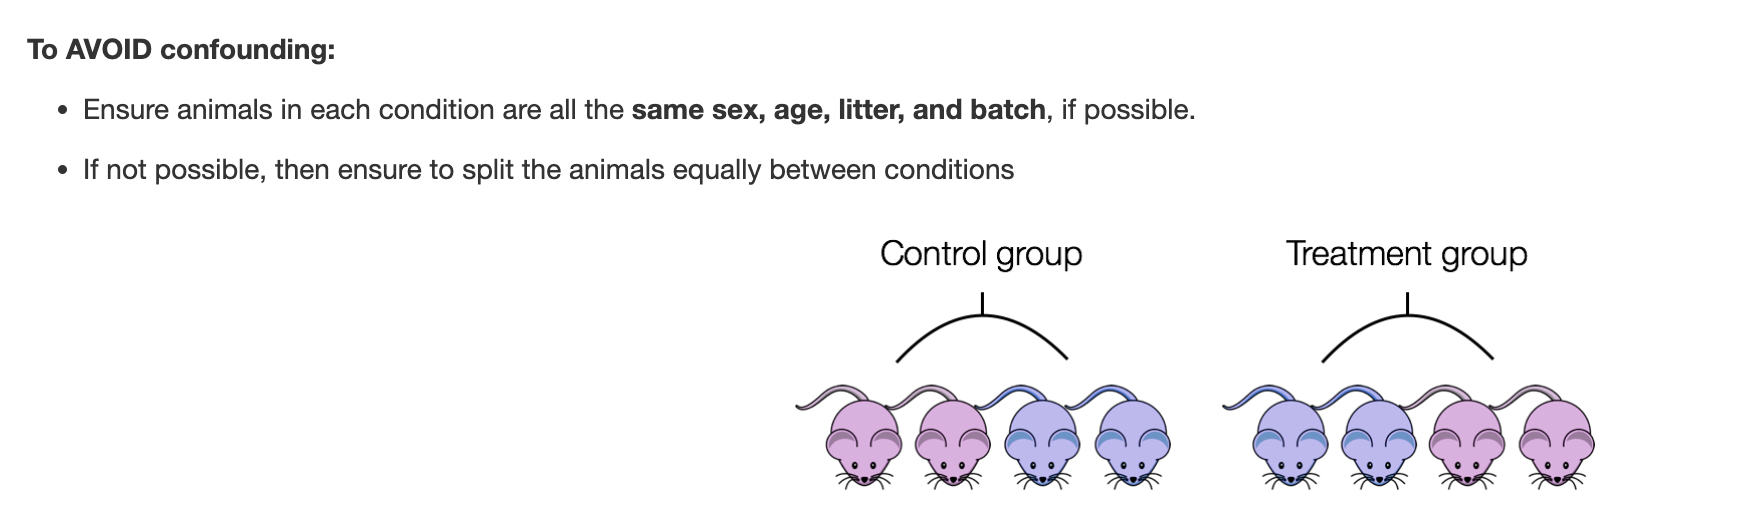 To AVOID confounding:
• Ensure animals in each condition are all the same sex, age, litter, and batch, if possible.
• If not possible, then ensure to split the animals equally between conditions
Control group Treatment group